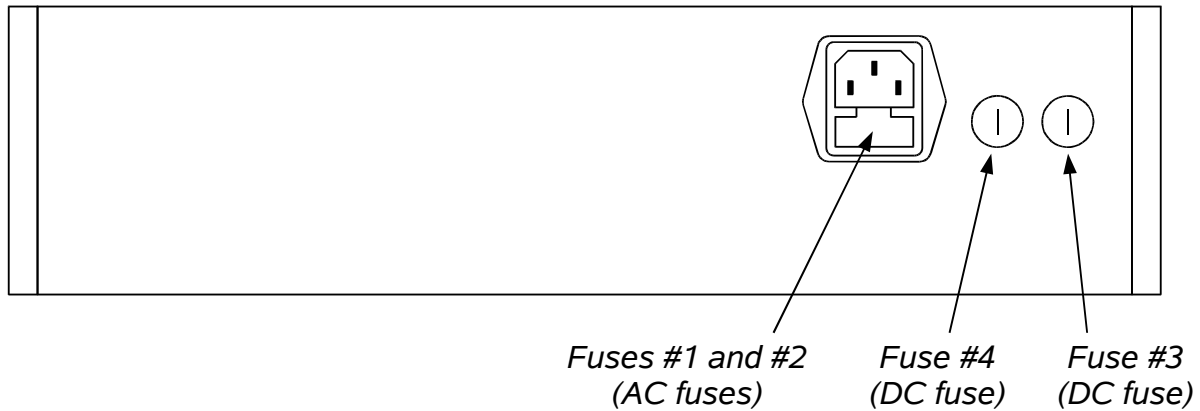 Fuses #1 and #2
(AC fuses)
Fuse #4
(DC fuse)
Fuse #3
(DC fuse)